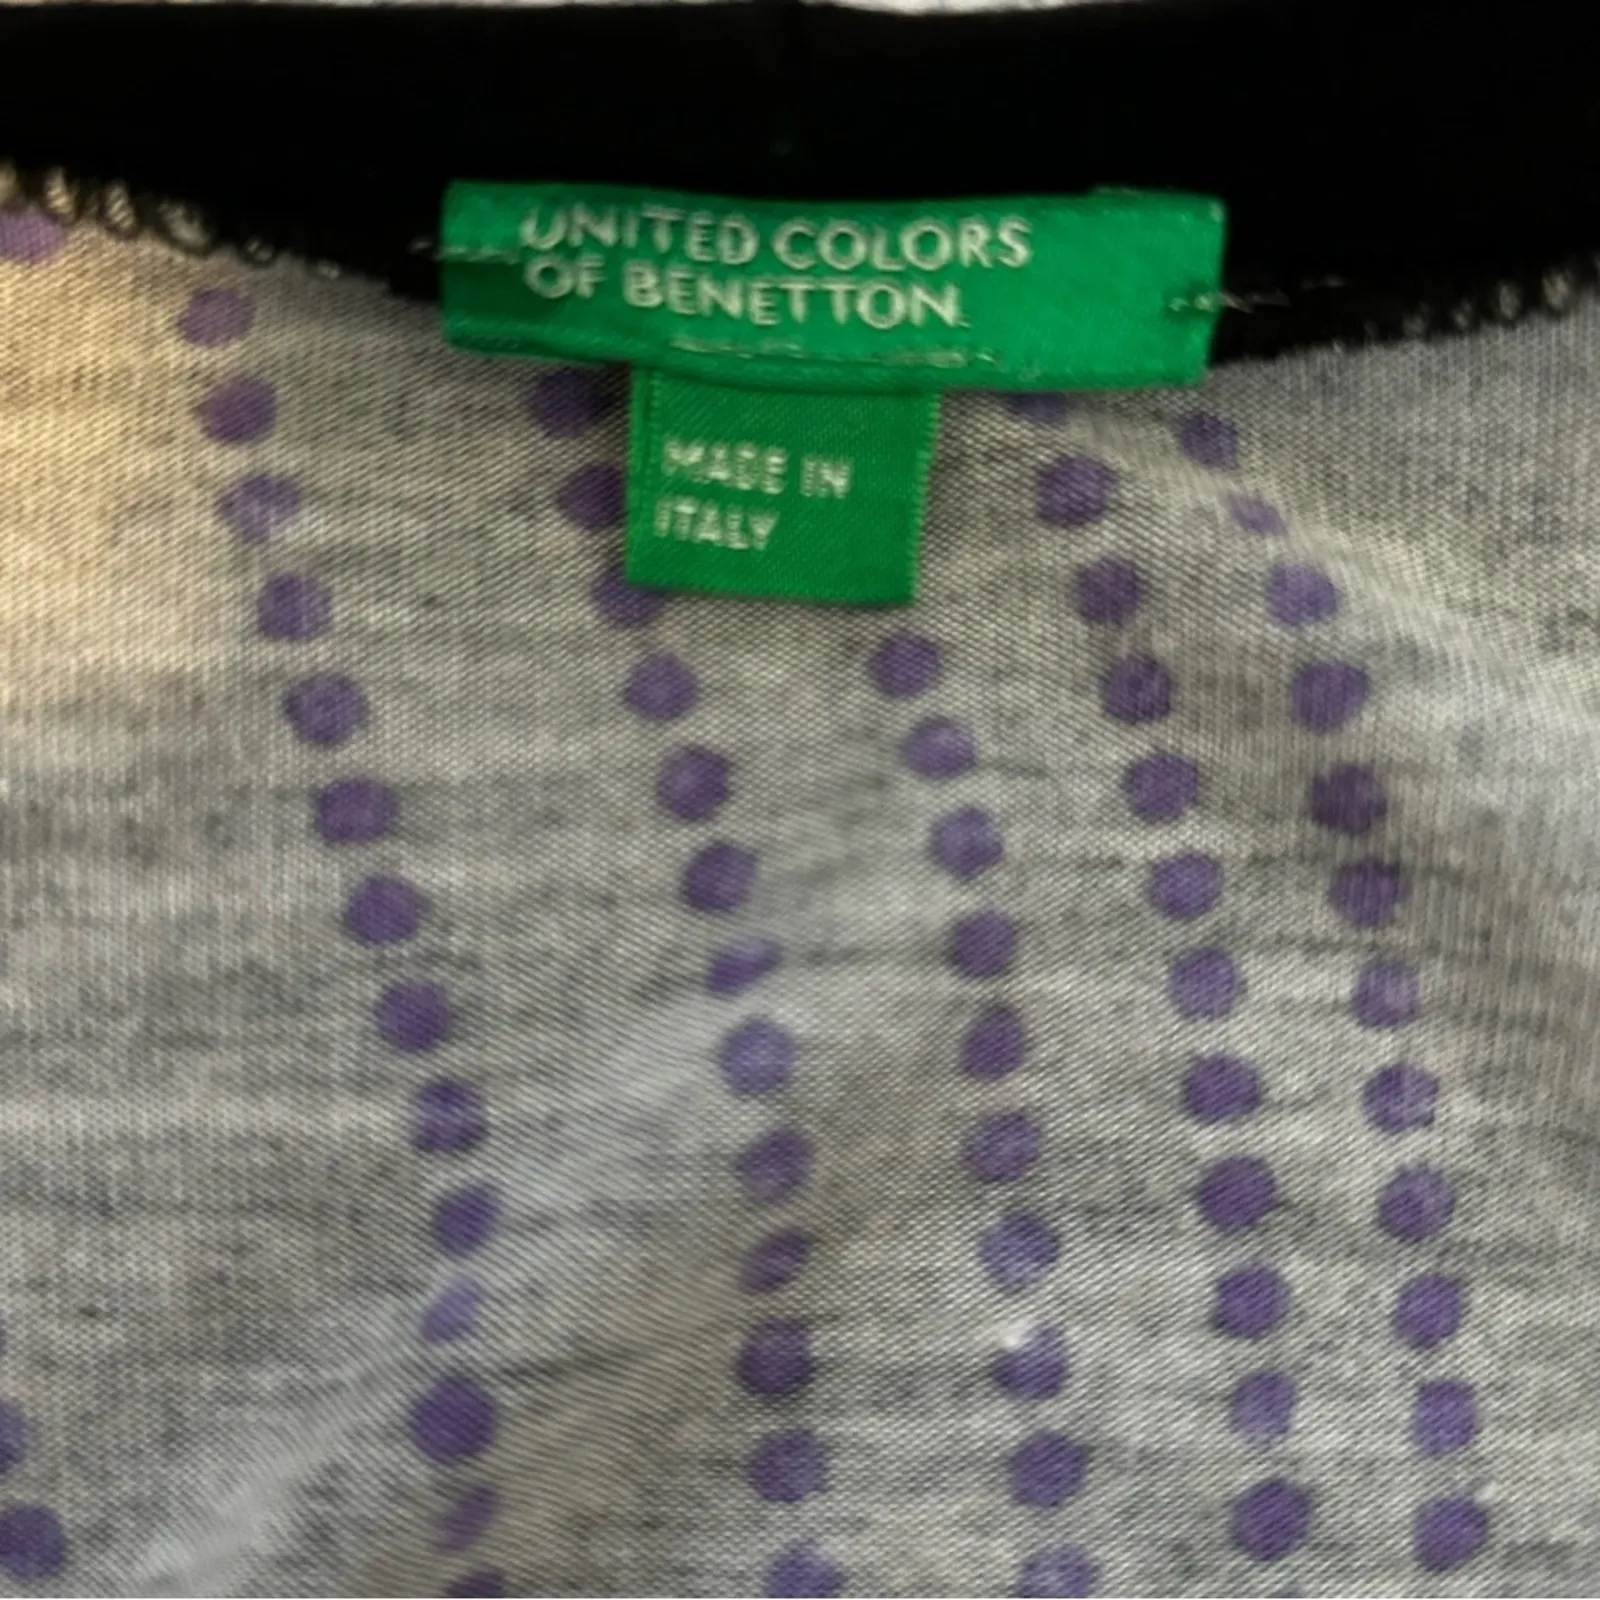 UNITED COLORS
OF BENETTON.
MADE IN
ITALY